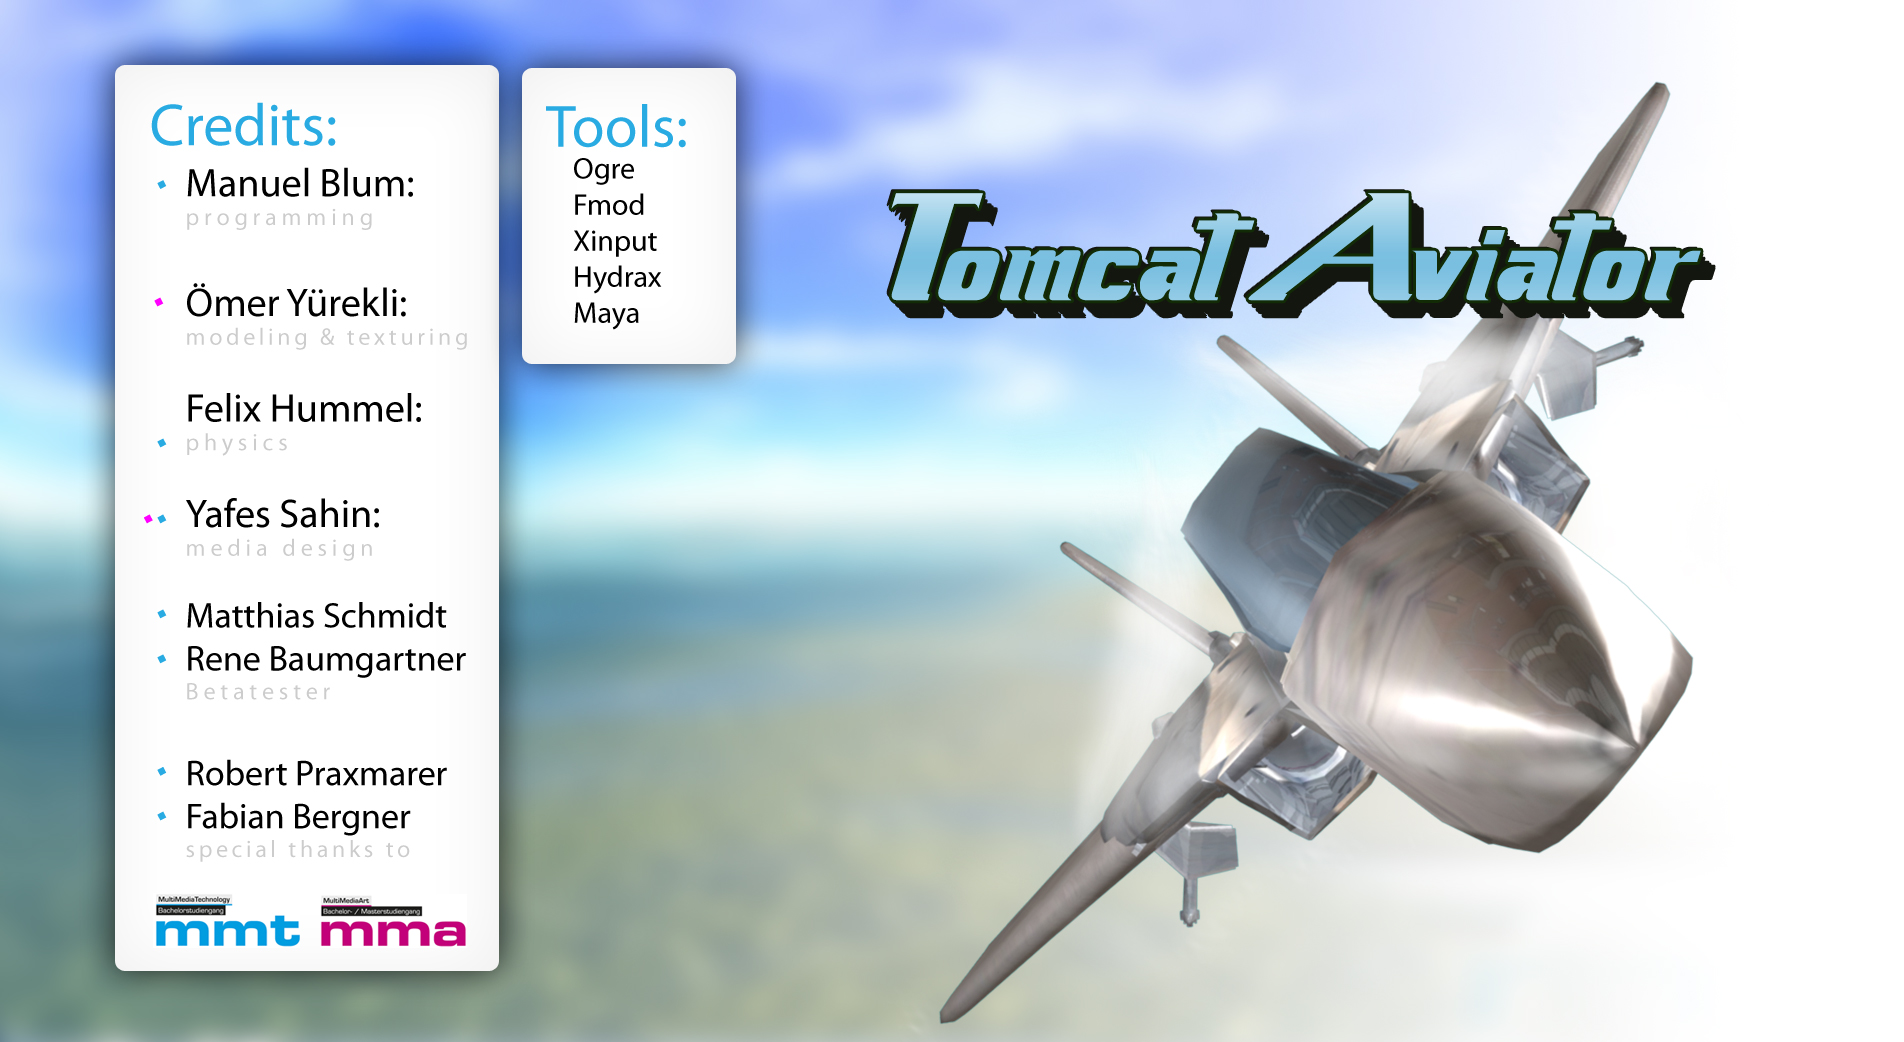 Credits:
Manuel Blum:
programming
Ömer Yürekli:
modeling & texturing
Felix Hummel:
physics
Yafes Sahin:
media design
Matthias Schmidt
Rene Baumgartner
Betatester
Robert Praxmarer
Fabian Bergner
special thanks to
MultiMediaTechnology
Bachelorstudiengang
mmt
MultiMediaArt
Bachelor- / Masterstudiengang
mma
Tools:
Ogre
Fmod
Xinput
Hydrax
Maya
Tomcat Aviator